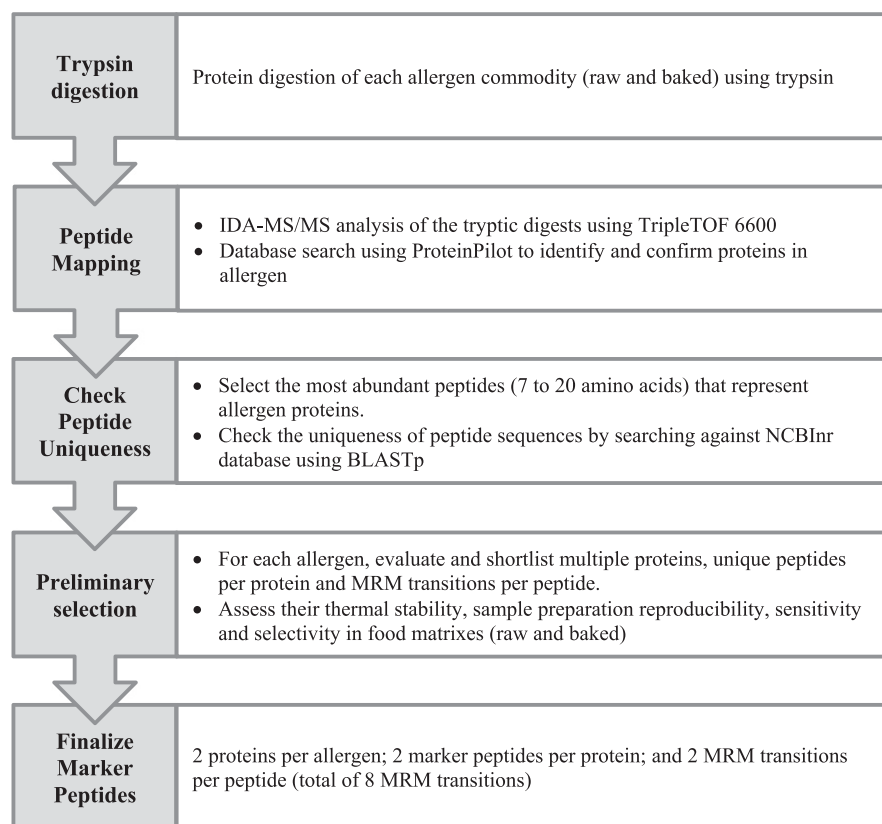 Trypsin
digestion
Protein digestion of each allergen commodity (raw and baked) using trypsin
Peptide
Mapping
• IDA-MS/MS analysis of the tryptic digests using TripleTOF 6600
• Database search using ProteinPilot to identify and confirm proteins in
allergen
Check
Peptide
Uniqueness
• Select the most abundant peptides (7 to 20 amino acids) that represent
allergen proteins.
• Check the uniqueness of peptide sequences by searching against NCBInr
database using BLASTp
Preliminary
selection
• For each allergen, evaluate and shortlist multiple proteins, unique peptides
per protein and MRM transitions per peptide.
• Assess their thermal stability, sample preparation reproducibility, sensitivity
and selectivity in food matrixes (raw and baked)
Finalize
Marker
Peptides
2 proteins per allergen; 2 marker peptides per protein; and 2 MRM transitions
per peptide (total of 8 MRM transitions)